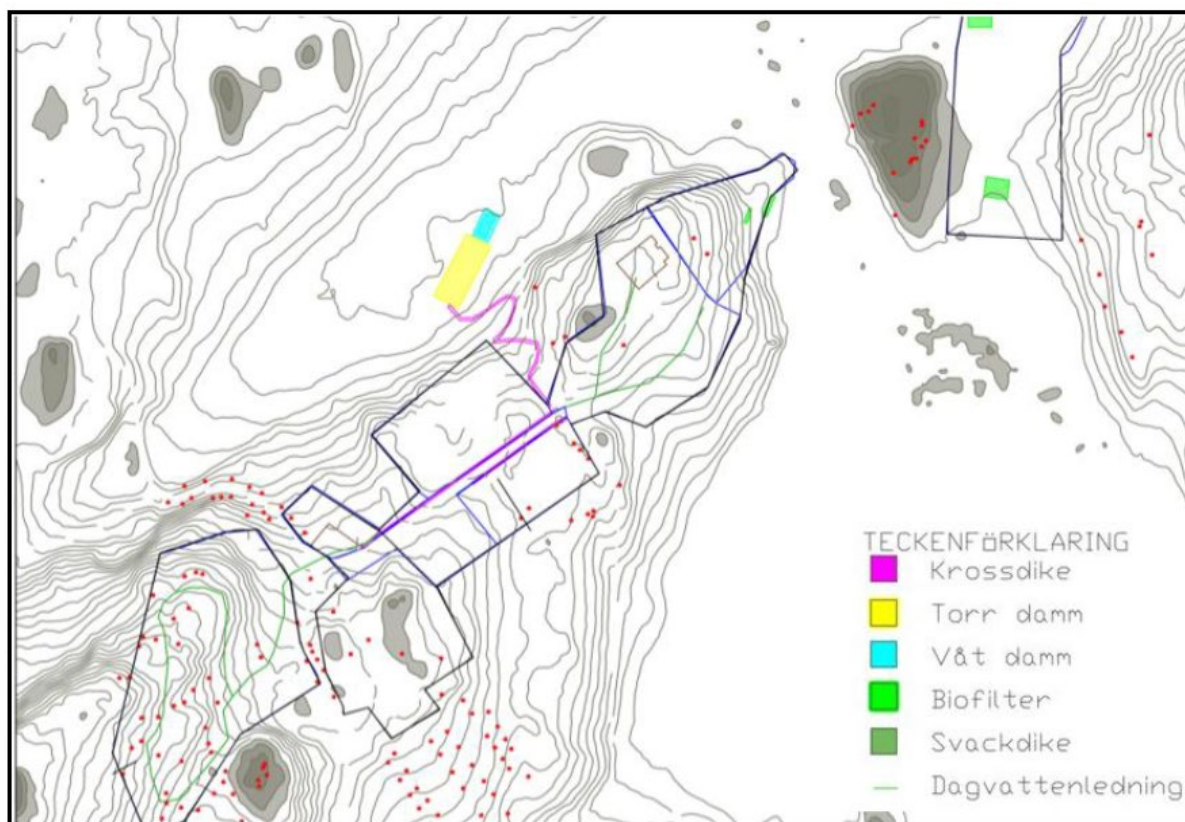 TECKENFÖRKLARING
Krossdike
Torr damm
Våt damm
Biofilter
Svackdike
Dagvattenledning